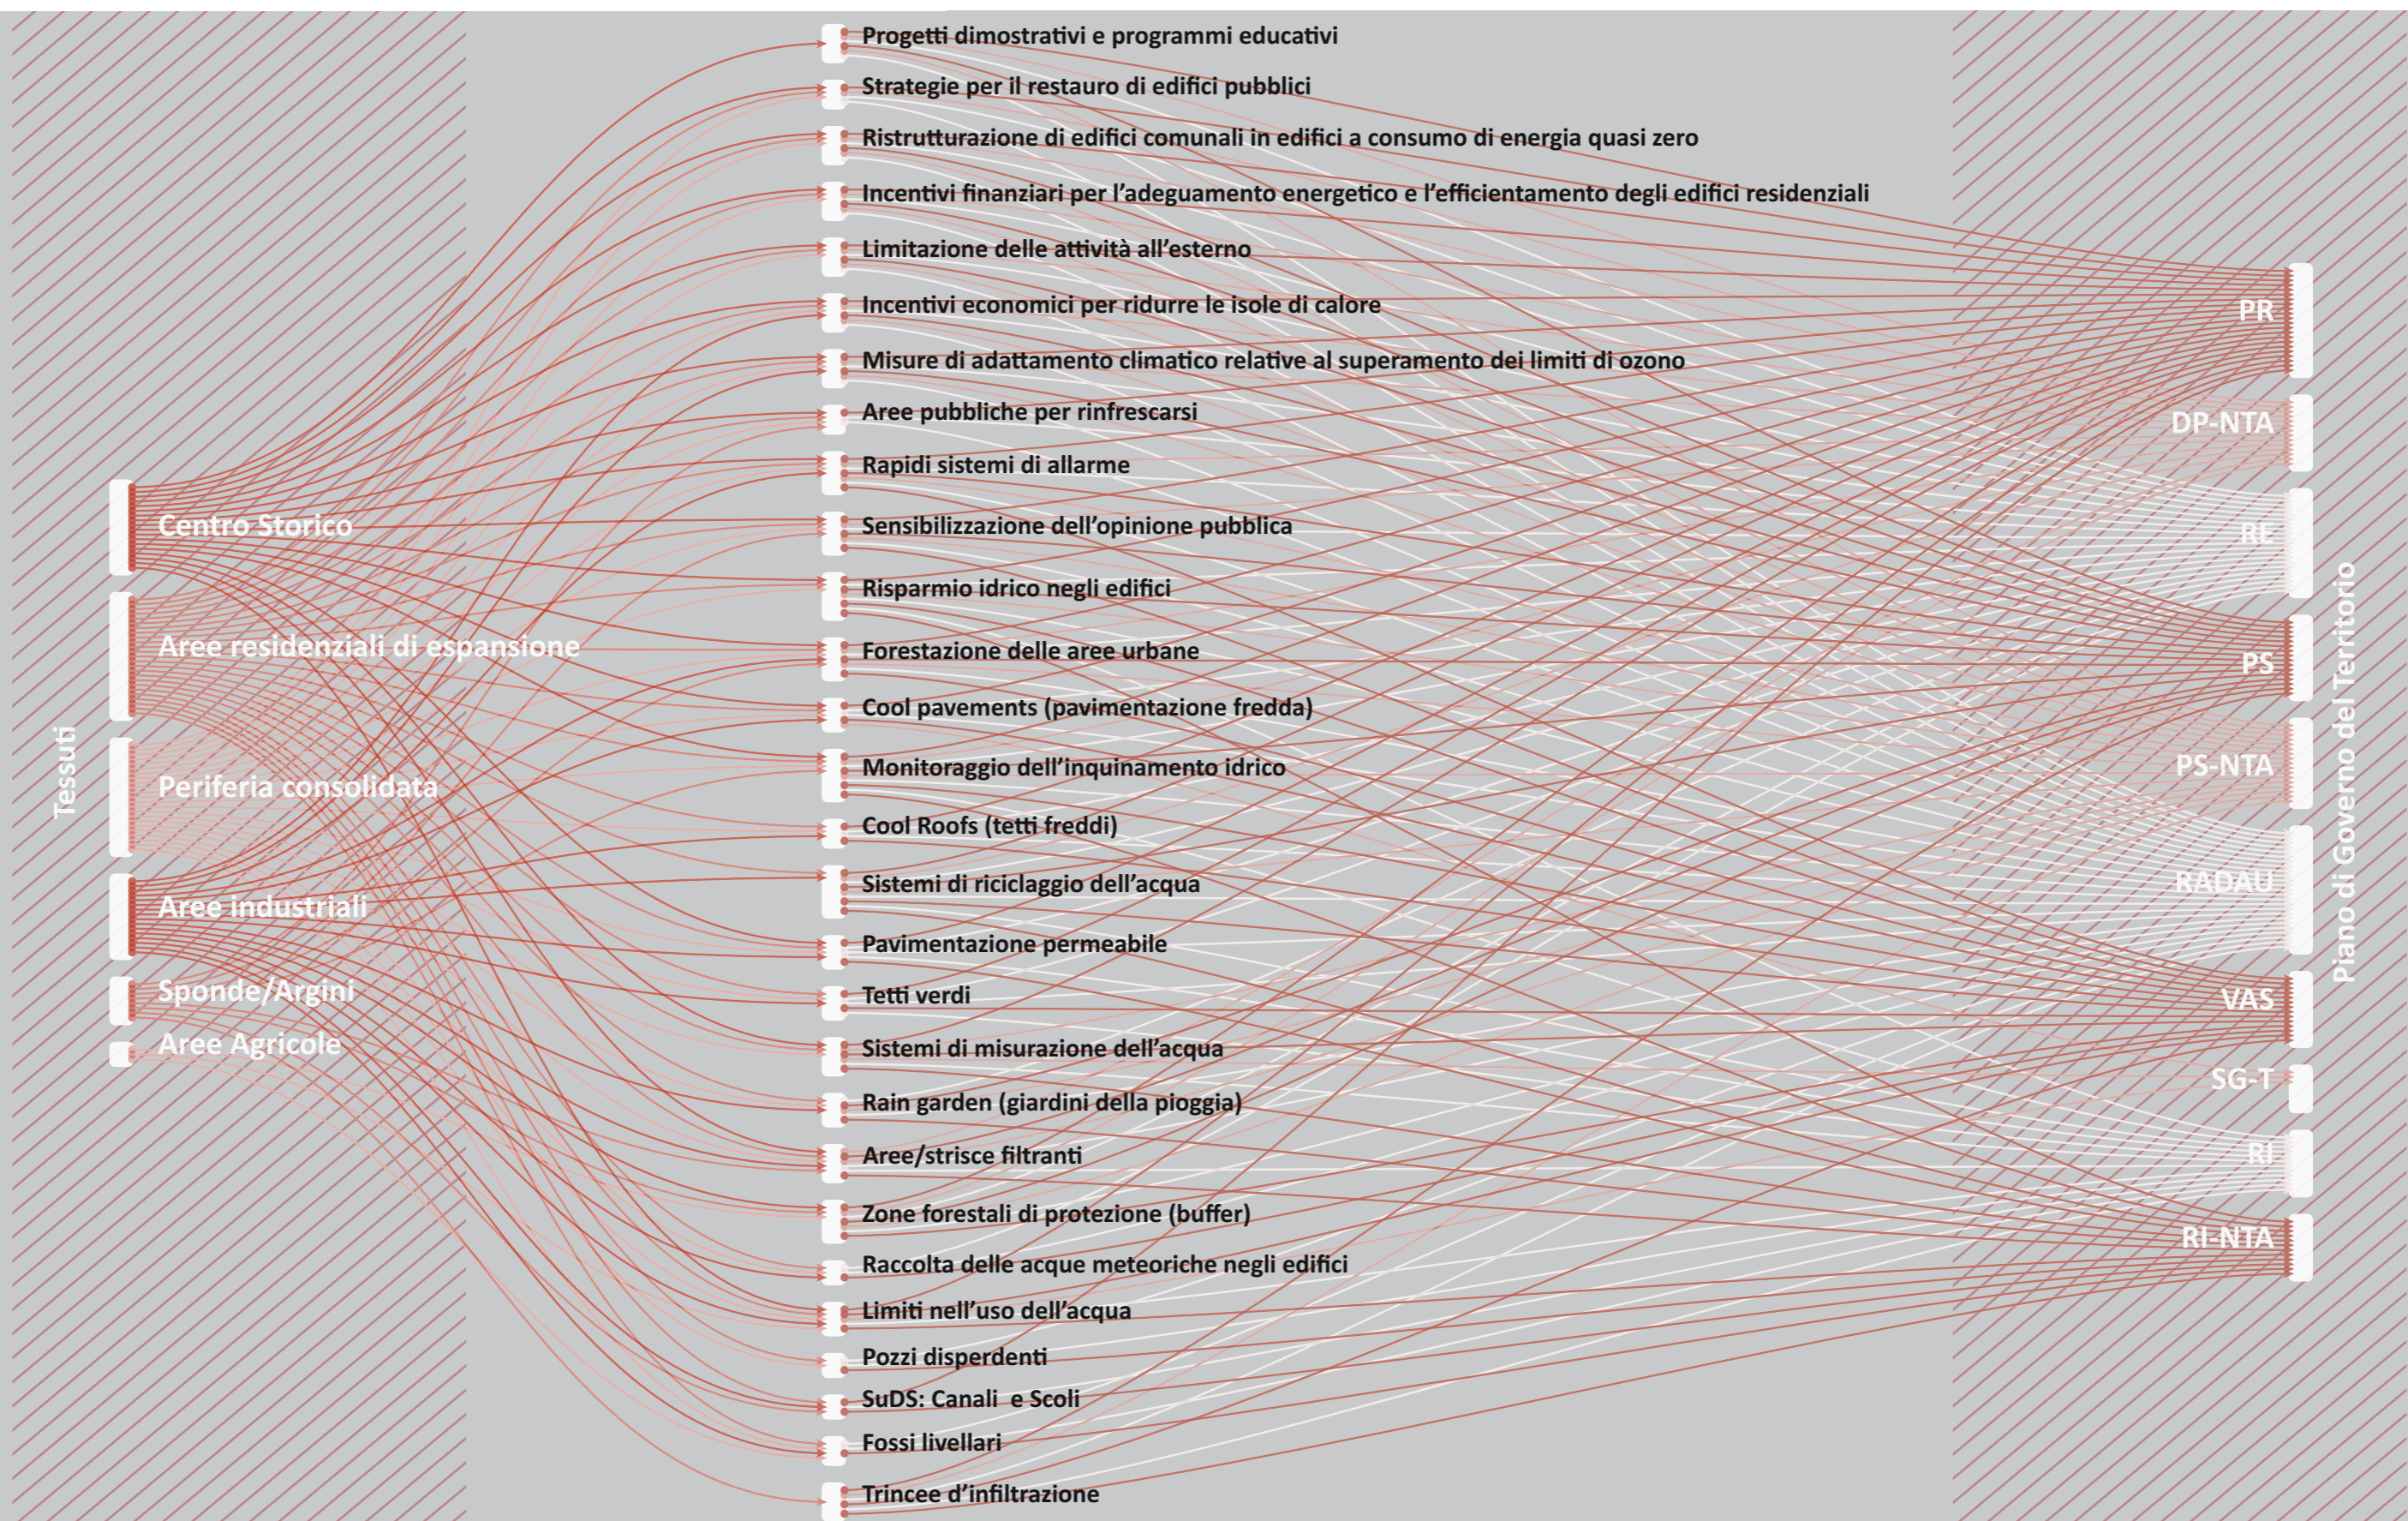 Tessuti
Centro Storico
Aree residenziali di espansione
Periferia consolidata
Aree industriali
Sponde/Argini
Aree Agricole
Progetti dimostrativi e programmi educativi
Strategie per il restauro di edifici pubblici
Ristrutturazione di edifici comunali in edifici a consumo di energia quasi zero
Incentivi finanziari per l’adeguamento energetico e l’efficientamento degli edifici residenziali
Limitazione delle attività all’esterno
Incentivi economici per ridurre le isole di calore
Misure di adattamento climatico relative al superamento dei limiti di ozono
Aree pubbliche per rinfrescarsi
Rapidi sistemi di allarme
Sensibilizzazione dell’opinione pubblica
Risparmio idrico negli edifici
Forestazione delle aree urbane
Cool pavements (pavimentazione fredda)
Monitoraggio dell’inquinamento idrico
Cool Roofs (tetti freddi)
Sistemi di riciclaggio dell’acqua
Pavimentazione permeabile
Tetti verdi
Sistemi di misurazione dell’acqua
Rain garden (giardini della pioggia)
Aree/strisce filtranti
Zone forestali di protezione (buffer)
Raccolta delle acque meteoriche negli edifici
Limiti nell’uso dell’acqua
Pozzi disperdenti
SuDS: Canali e Scoli
Fossi livellari
Trincee d’infiltrazione
PR
DP-NTA
RE
PS
PS-NTA
RADAU
VAS
SG-T
RI
RI-NTA
Piano di Governo del Territorio